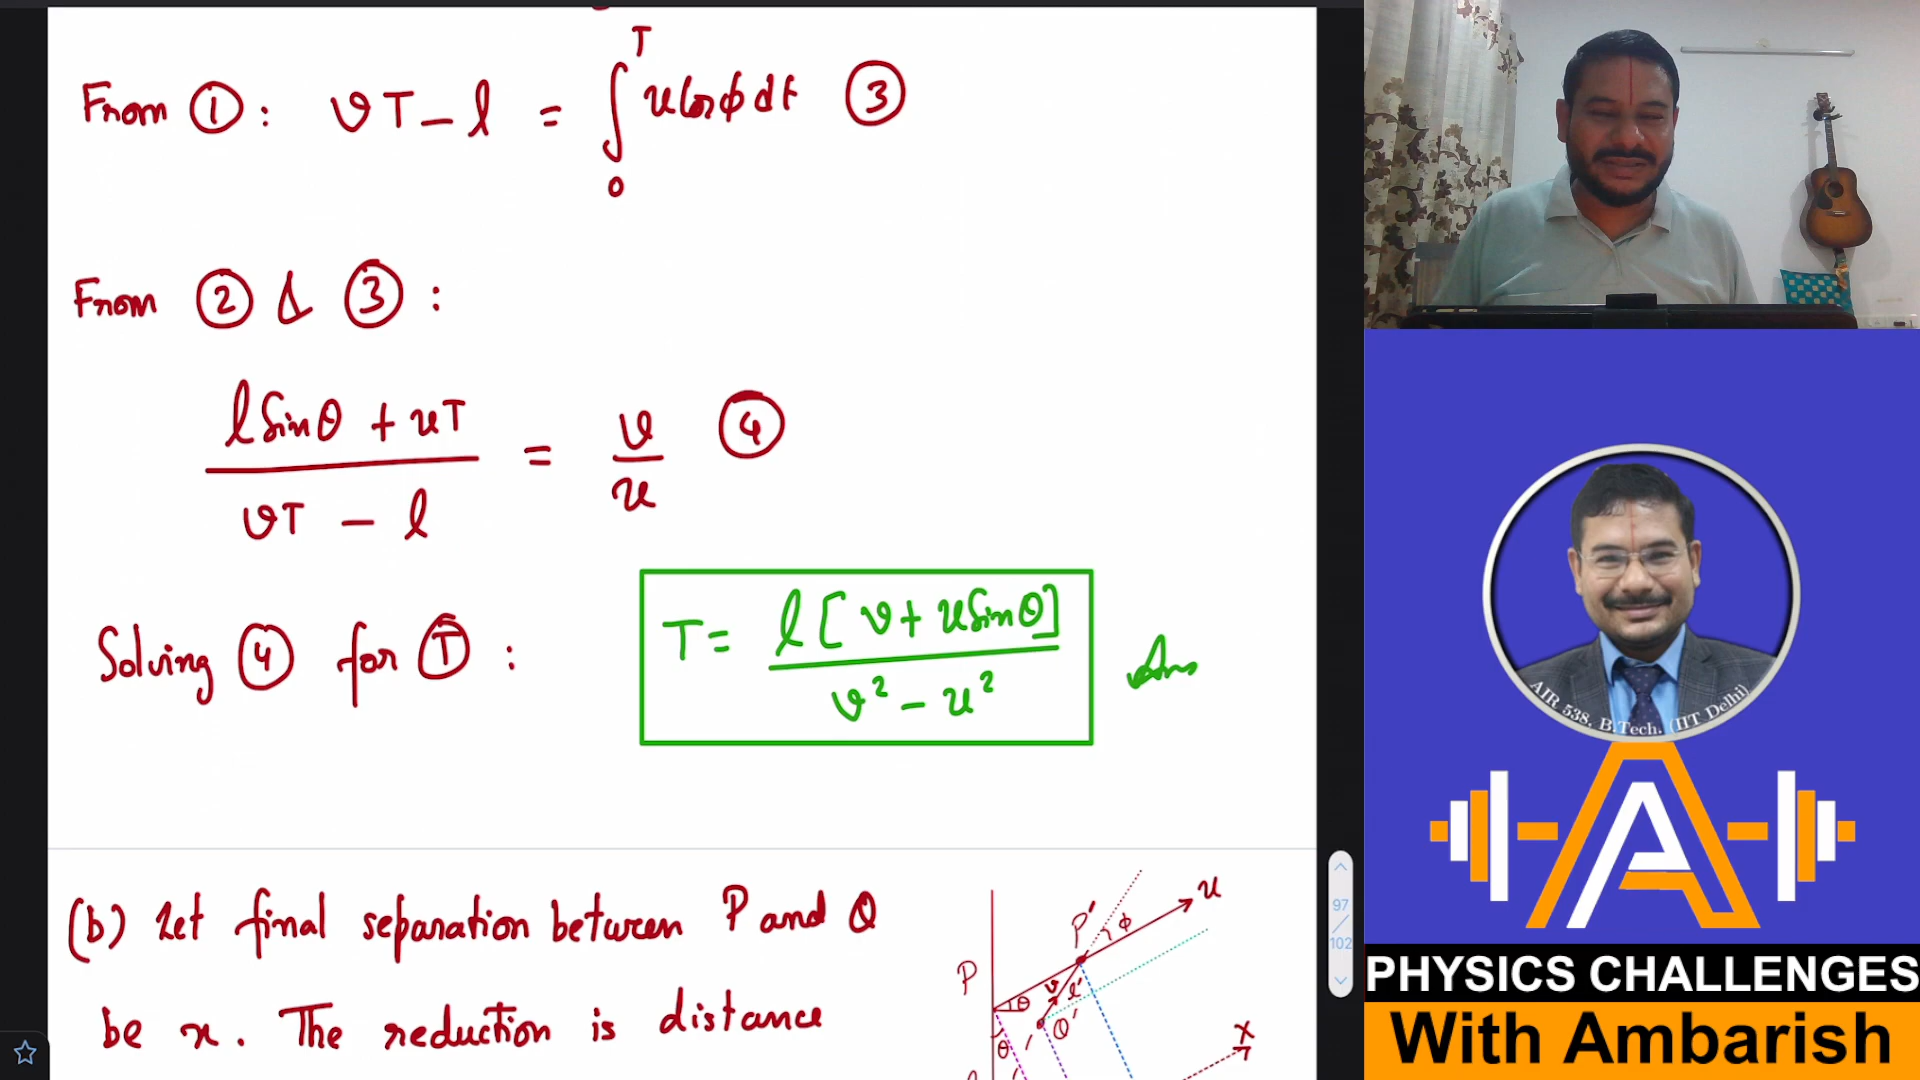 From ① : vT - l = ∫₀ᵀ u cos φ dt ③
From ② & ③ :
(l sin θ + uT) / (vT - l) = v / u ④
Solving ④ for Ⓣ : T = l [ v + u sin θ ] / (v² - u²) Ans
(b) Let final separation between P and Q
be x. The reduction is distance
P
P'
φ
u
θ
v
l'
Q'
θ
X
97
/
102
AIR 538, B.Tech. (IIT Delhi)
A
PHYSICS CHALLENGES
With Ambarish